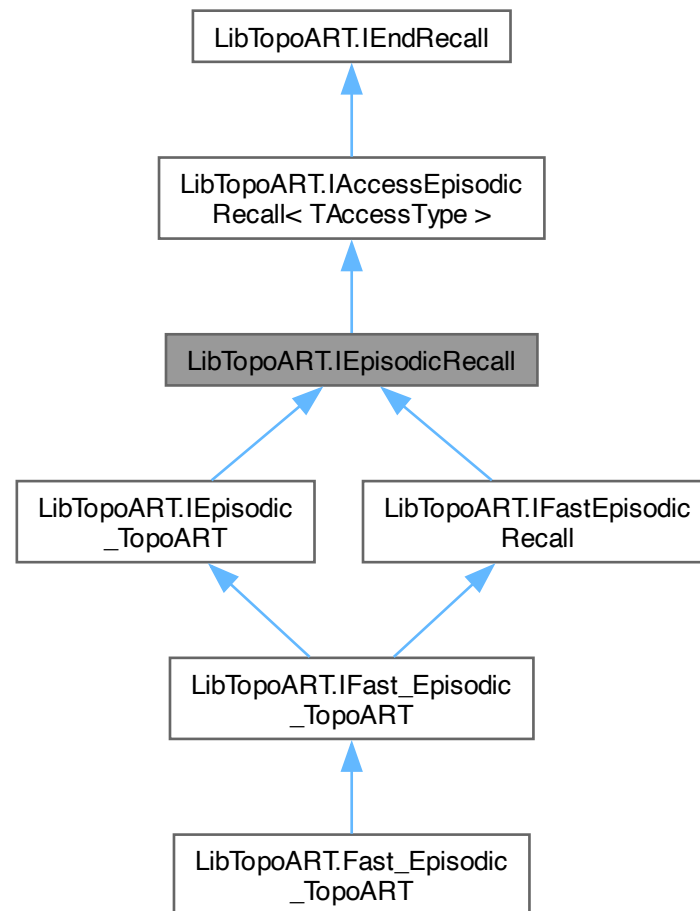 LibTopoART.IEndRecall
LibTopoART.IAccessEpisodic
Recall< TAccessType >
LibTopoART.IEpisodicRecall
LibTopoART.IEpisodic
_TopoART
LibTopoART.IFastEpisodic
Recall
LibTopoART.IFast_Episodic
_TopoART
LibTopoART.Fast_Episodic
_TopoART